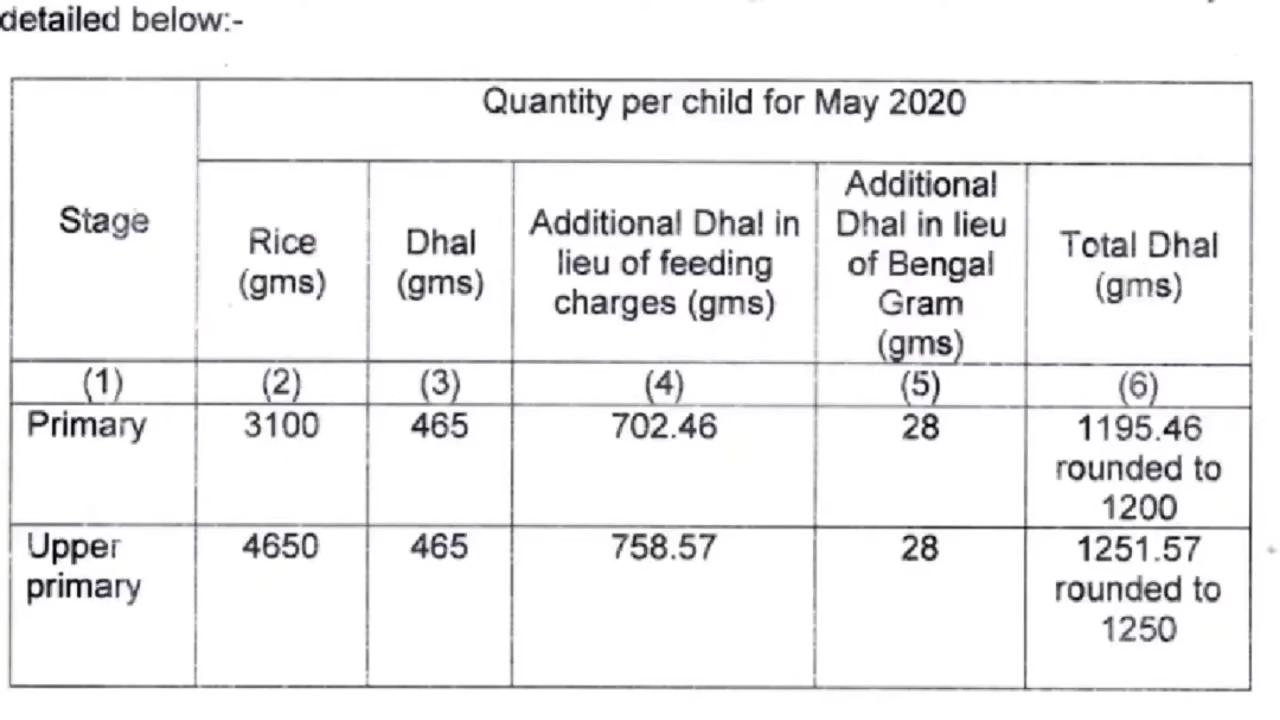 detailed below:-
Quantity per child for May 2020
Stage
Rice
(gms)
Dhal
(gms)
Additional Dhal in
lieu of feeding
charges (gms)
Additional
Dhal in lieu
of Bengal
Gram
(gms)
Total Dhal
(gms)
(1) (2) (3) (4) (5) (6)
Primary 3100 465 702.46 28 1195.46
rounded to
1200
Upper 4650 465 758.57 28 1251.57
primary rounded to
1250